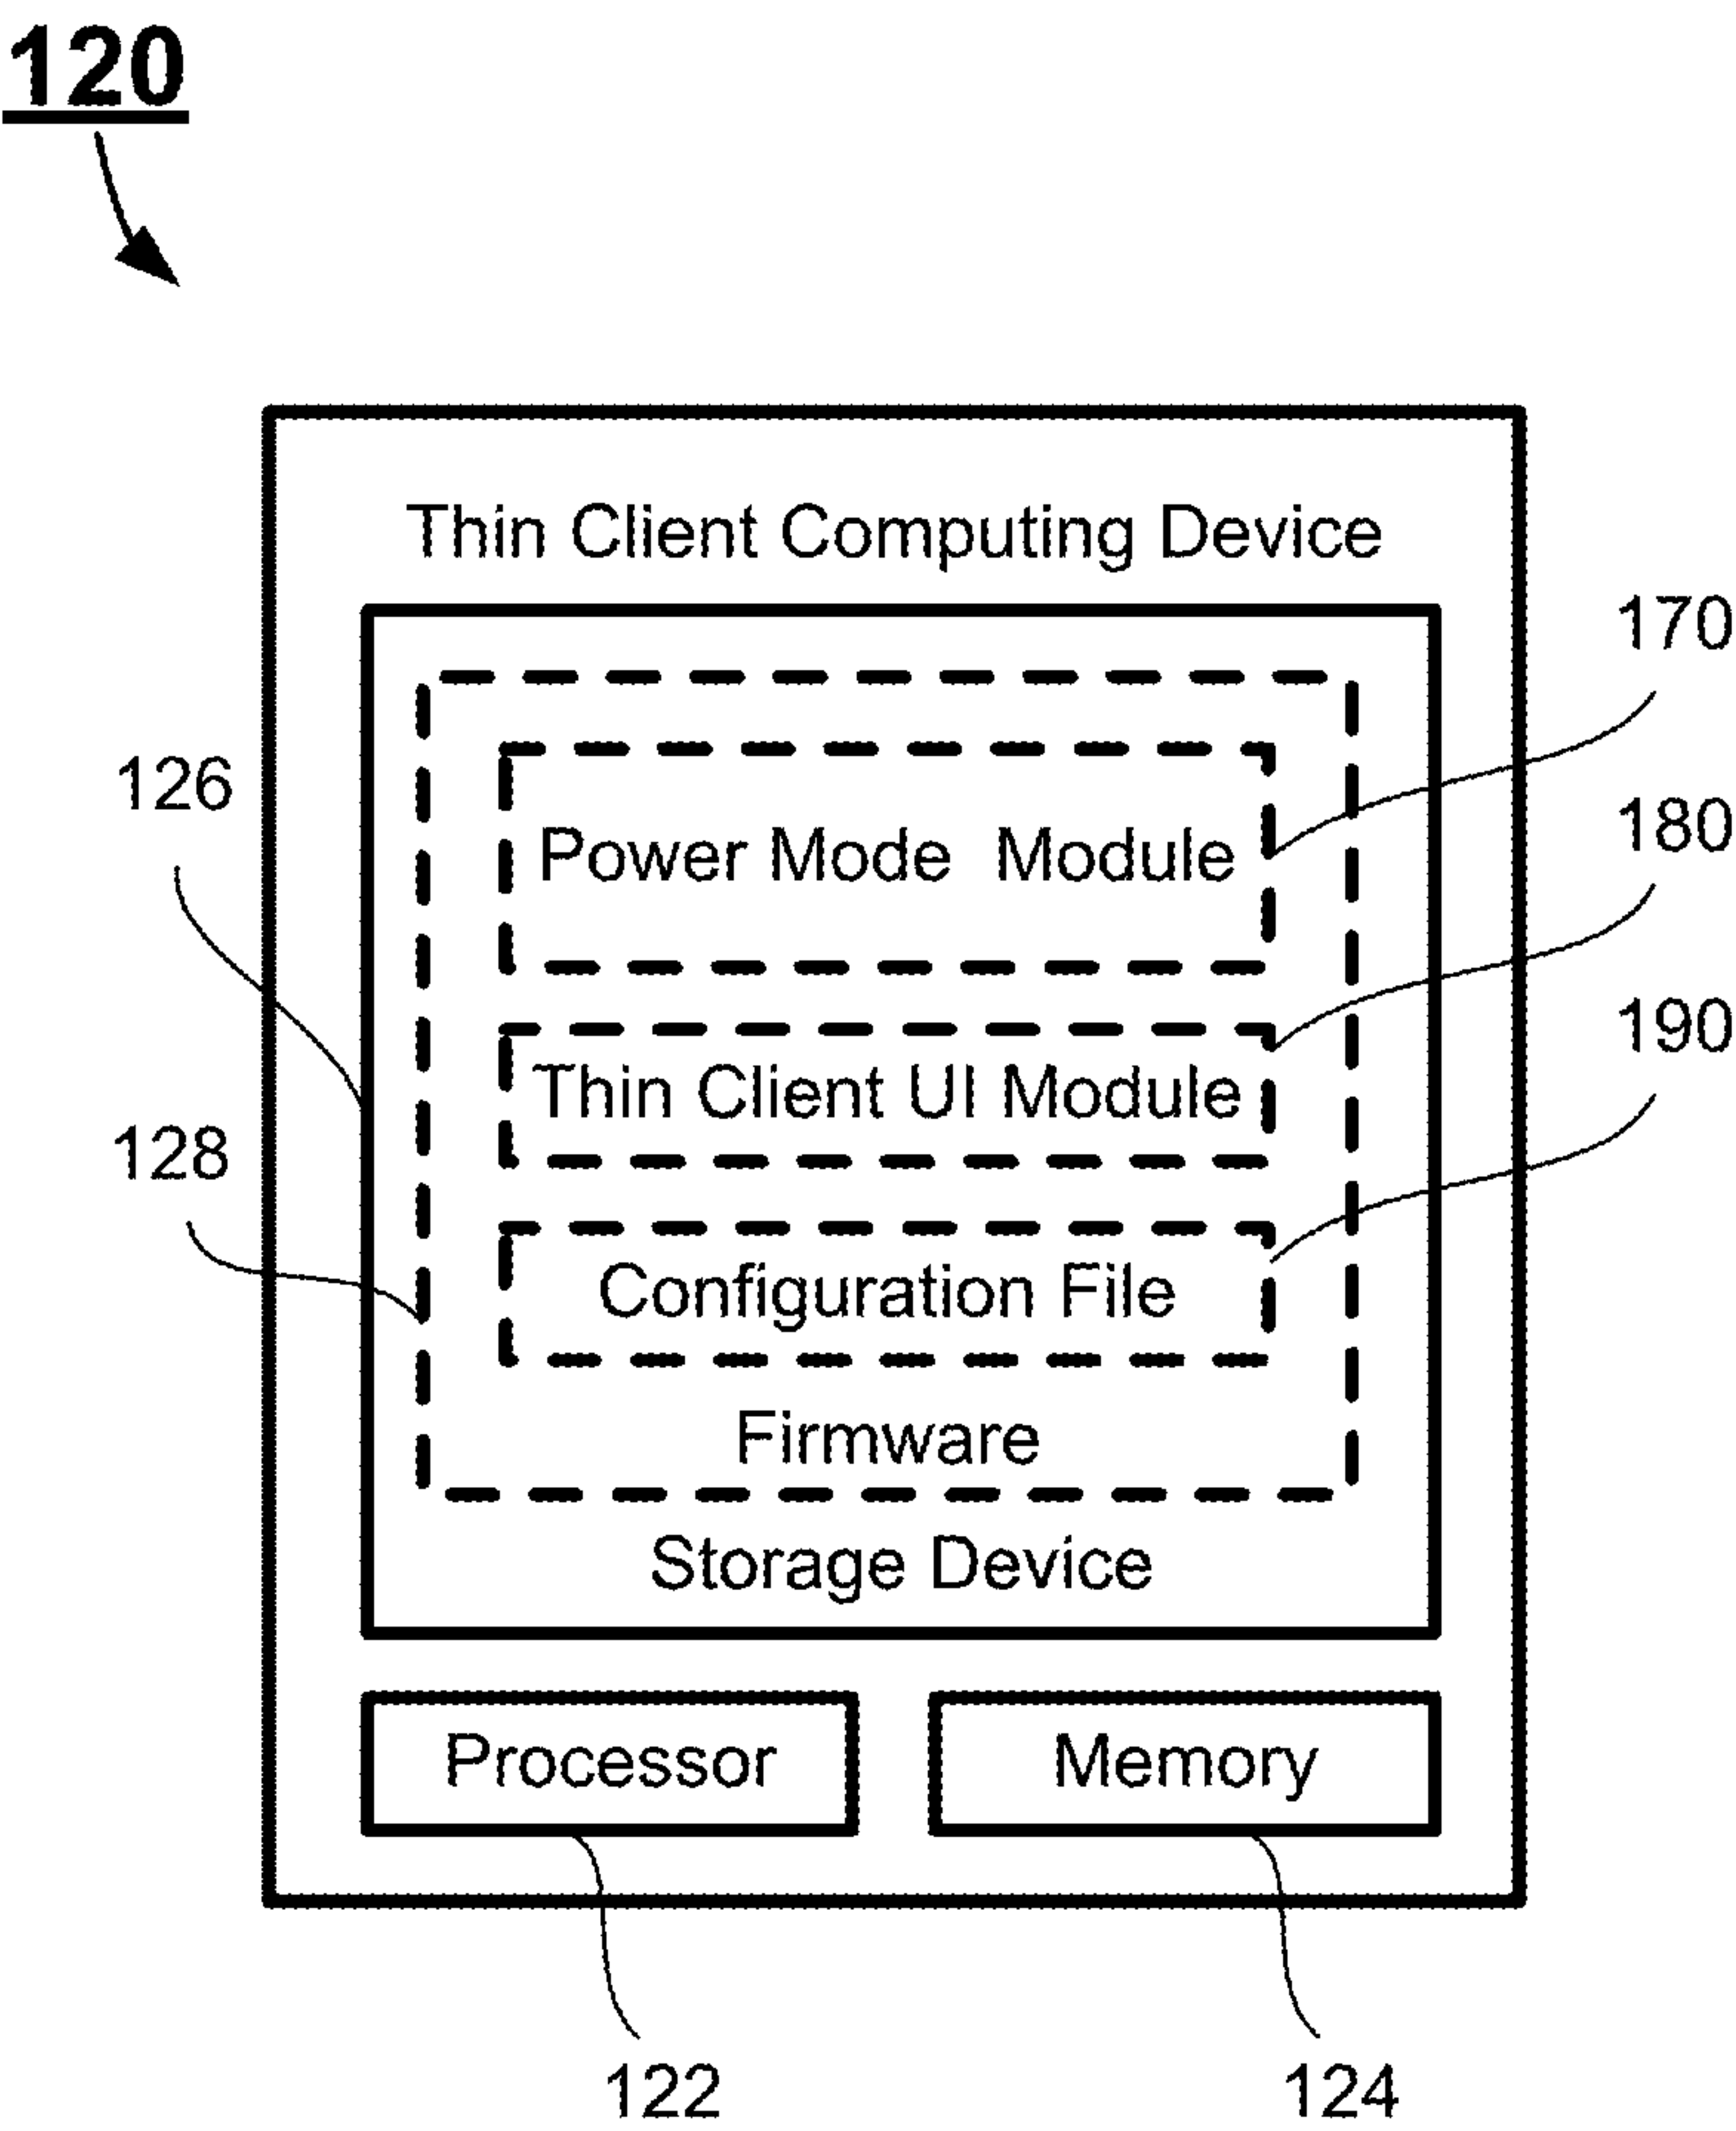 120
Thin Client Computing Device
170
126
180
Power Mode Module
190
Thin Client UI Module
128
Configuration File
Firmware
Storage Device
Processor
Memory
122
124